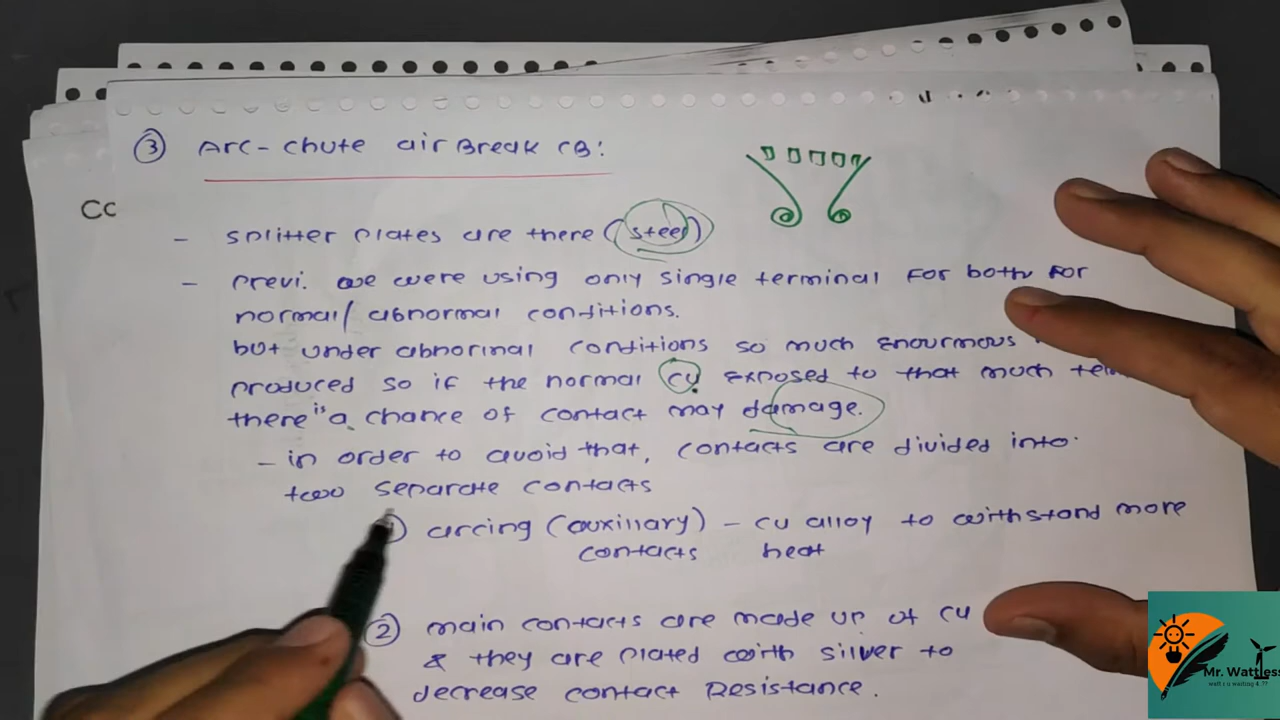 ③ Arc-chute air Break CB:
CC
- splitter plates are there (steel)
- previ. we were using only single terminal for both for
normal/abnormal conditions.
but under abnormal conditions so much enourmous
produced so if the normal cu exposed to that much
there is a chance of contact may damage.
- in order to avoid that, contacts are divided into
two separate contacts
① arcing (auxillary) - cu alloy to withstand more
contacts heat
② main contacts are made up of cu
& they are plated with silver to
decrease contact Resistance.
Mr. Wattless